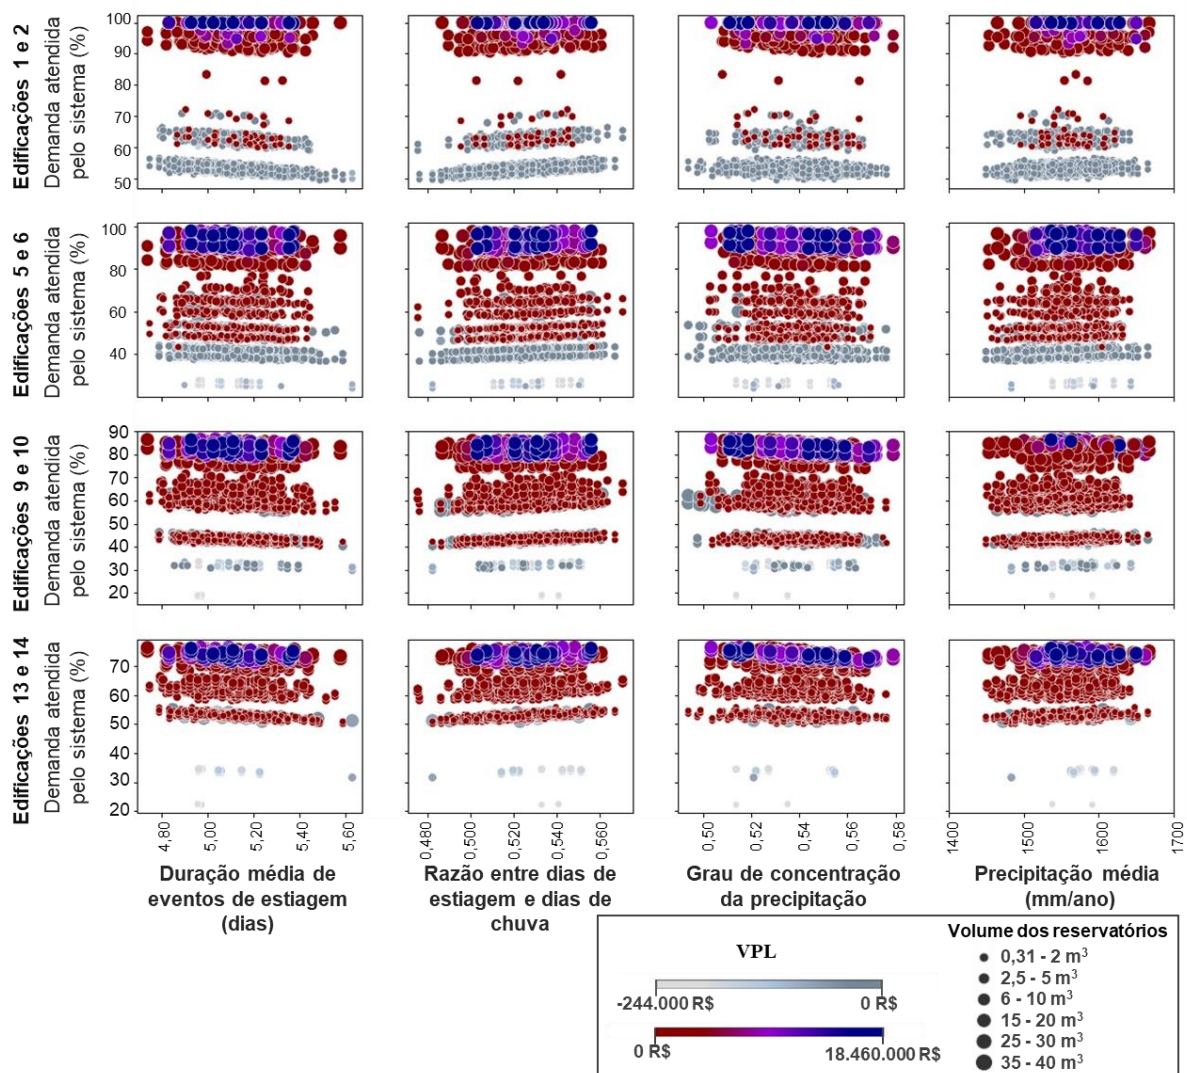 Edificações 1 e 2
Demanda atendida
pelo sistema (%)
100
90
80
70
60
50
Edificações 5 e 6
Demanda atendida
pelo sistema (%)
100
80
60
40
Edificações 9 e 10
Demanda atendida
pelo sistema (%)
90
80
70
60
50
40
30
20
Edificações 13 e 14
Demanda atendida
pelo sistema (%)
70
60
50
40
30
20
4,80 5,00 5,20 5,40 5,60
0,480 0,500 0,520 0,540 0,560
0,50 0,52 0,54 0,56 0,58
1400 1500 1600 1700
Duração média de
eventos de estiagem
(dias)
Razão entre dias de
estiagem e dias de
chuva
Grau de concentração
da precipitação
Precipitação média
(mm/ano)
VPL
-244.000 R$ 0 R$
0 R$ 18.460.000 R$
Volume dos reservatórios
0,31 - 2 m³
2,5 - 5 m³
6 - 10 m³
15 - 20 m³
25 - 30 m³
35 - 40 m³